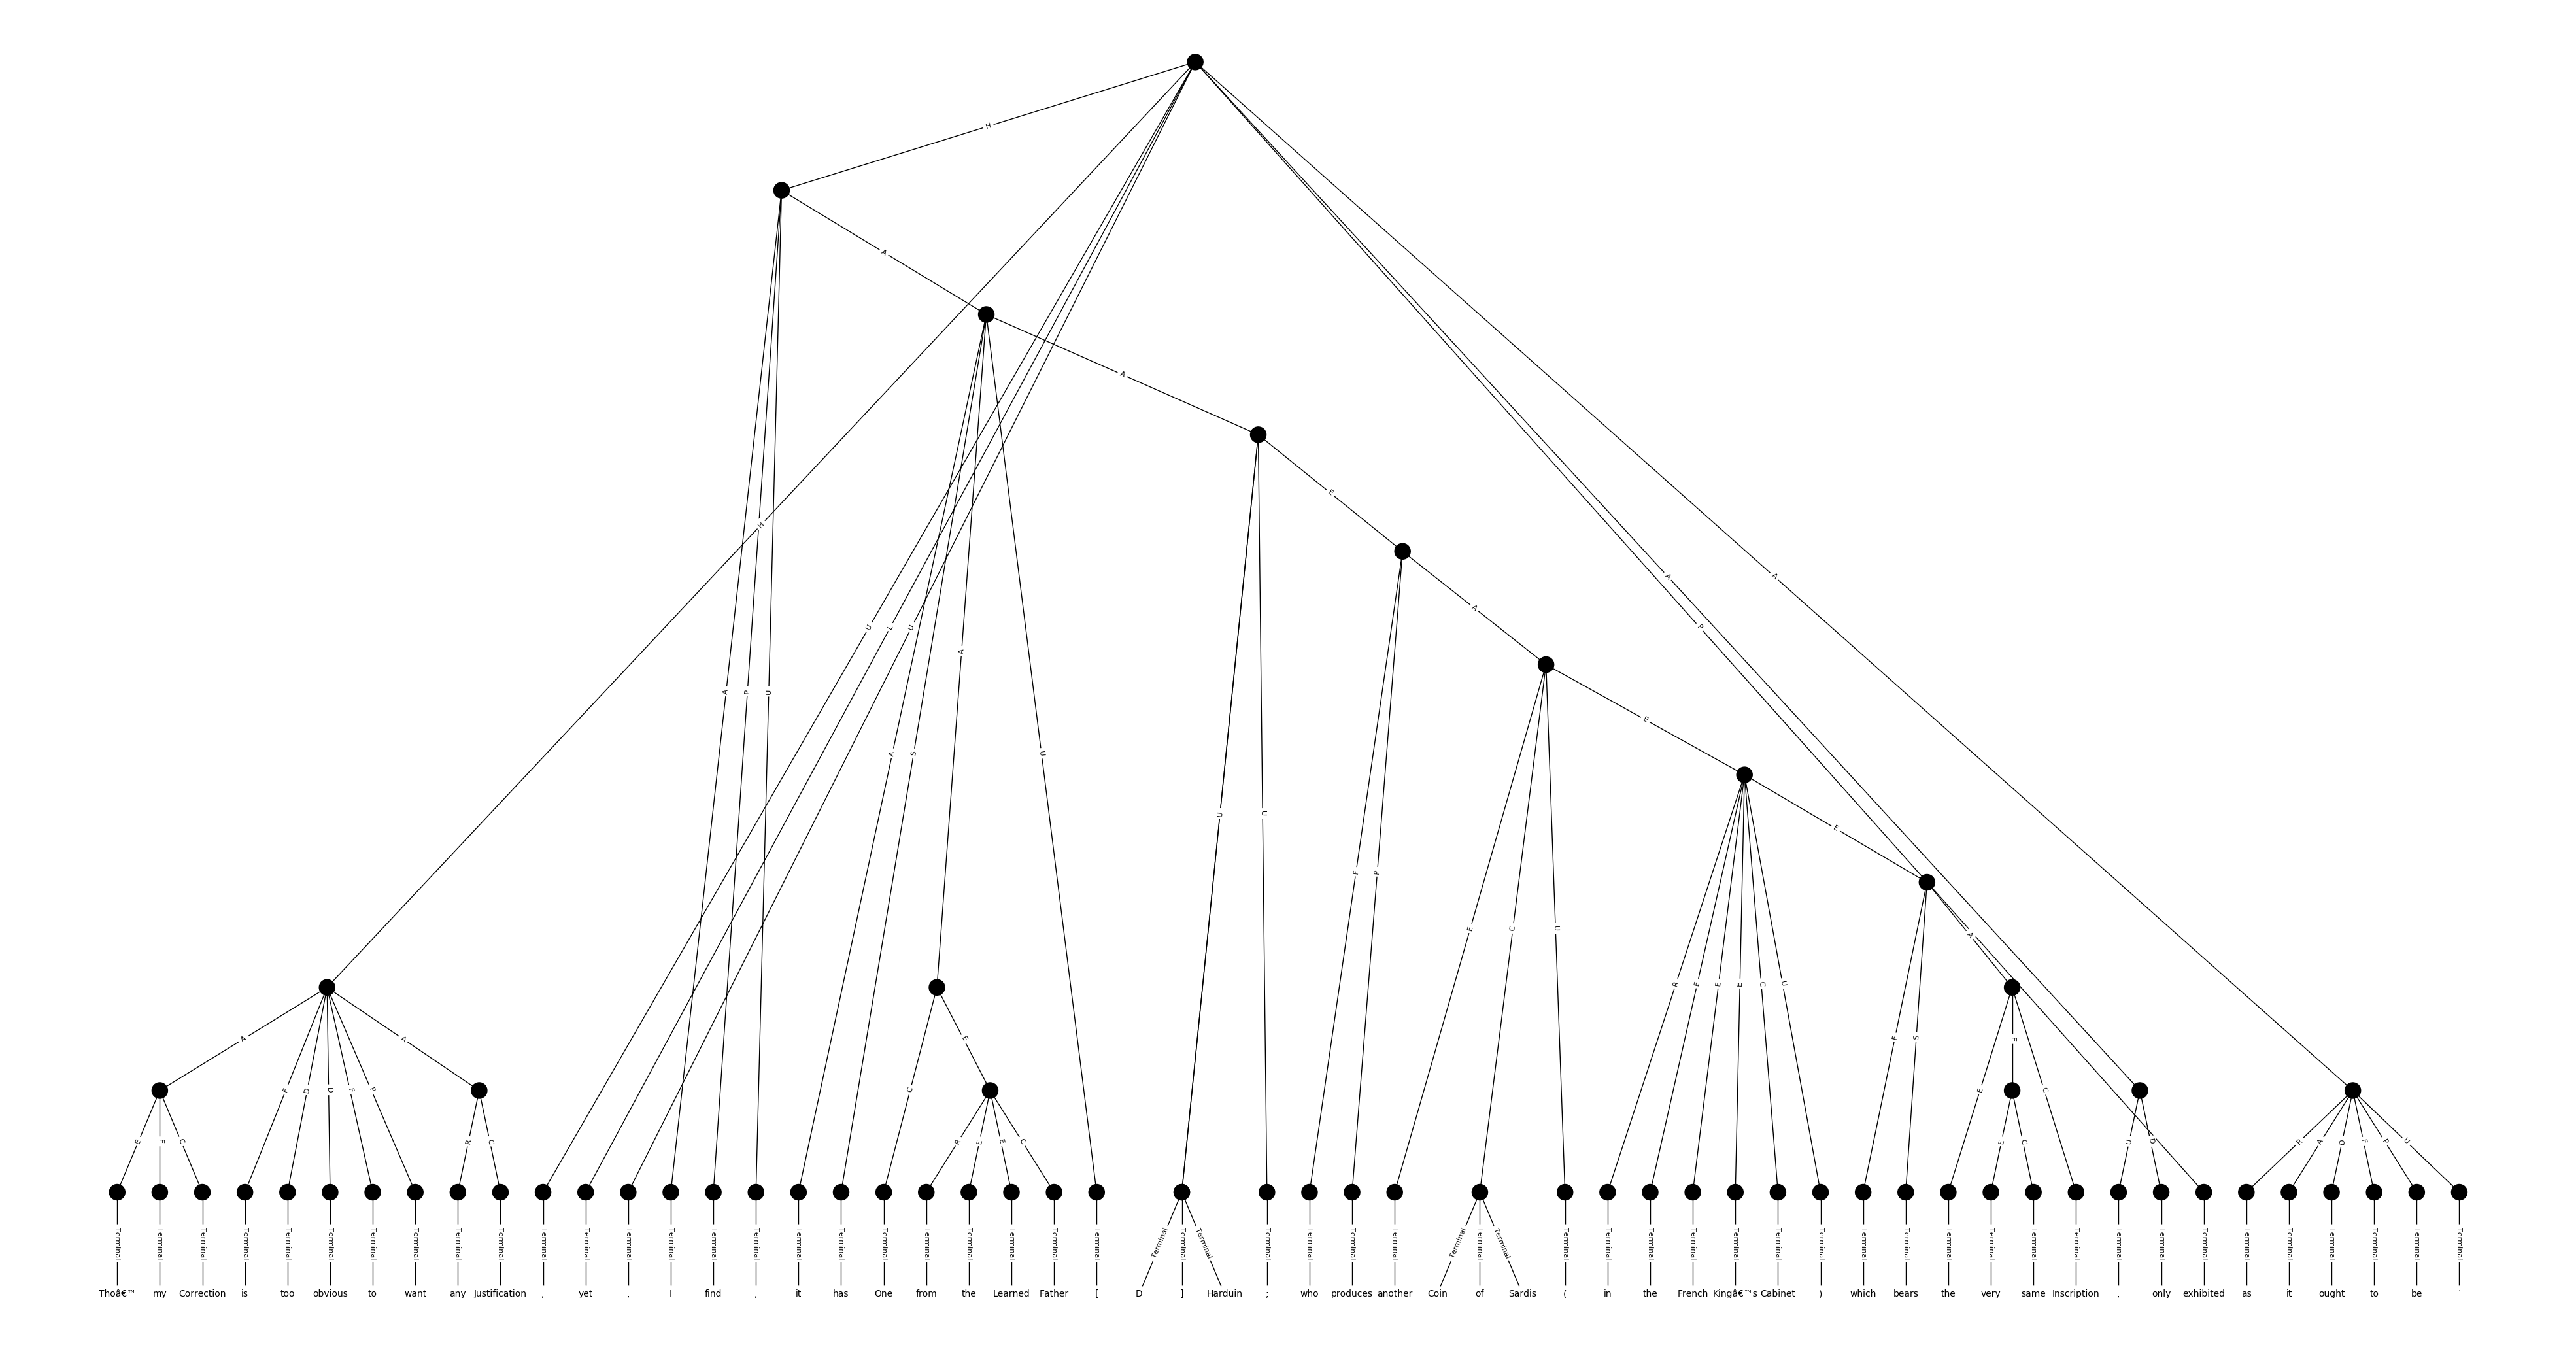 H
A
A
E
H
A A
A
U L U P
A
A P U
E
A S U
U U
E
F P
E C U
A
R E E E C U
A A E F S E
F D D F P C E C
E E C R C R E E C E C U D R A D F P U
Terminal Terminal Terminal Terminal Terminal Terminal Terminal Terminal Terminal Terminal Terminal Terminal Terminal Terminal Terminal Terminal Terminal Terminal Terminal Terminal Terminal Terminal Terminal Terminal Terminal Terminal Terminal Terminal Terminal Terminal Terminal Terminal Terminal Terminal Terminal Terminal Terminal Terminal Terminal Terminal Terminal Terminal Terminal Terminal Terminal Terminal Terminal Terminal Terminal Terminal Terminal Terminal Terminal Terminal Terminal Terminal
Thoâ€™ my Correction is too obvious to want any Justification , yet , I find , it has One from the Learned Father [ D ] Harduin ; who produces another Coin of Sardis ( in the French Kingâ€™s Cabinet ) which bears the very same Inscription , only exhibited as it ought to be .